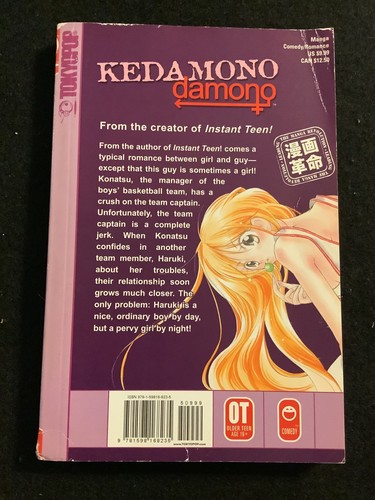 TOKYOPOP
Manga
Comedy/Romance
US $9.99
CAN $12.50
KEDAMONO
damono
From the creator of Instant Teen!
From the author of Instant Teen! comes a
typical romance between girl and guy—
except that this guy is sometimes a girl!
Konatsu, the manager of the
boys' basketball team, has a
crush on the team captain.
Unfortunately, the team
captain is a complete
jerk. When Konatsu
confides in another
team member, Haruki,
about her troubles,
their relationship soon
grows much closer. The
only problem: Haruki is a
nice, ordinary boy by day,
but a pervy girl by night!
THE MANGA REVOLUTION
漫画
革命
50999
OT
OLDER TEEN
AGE 16+
COMEDY